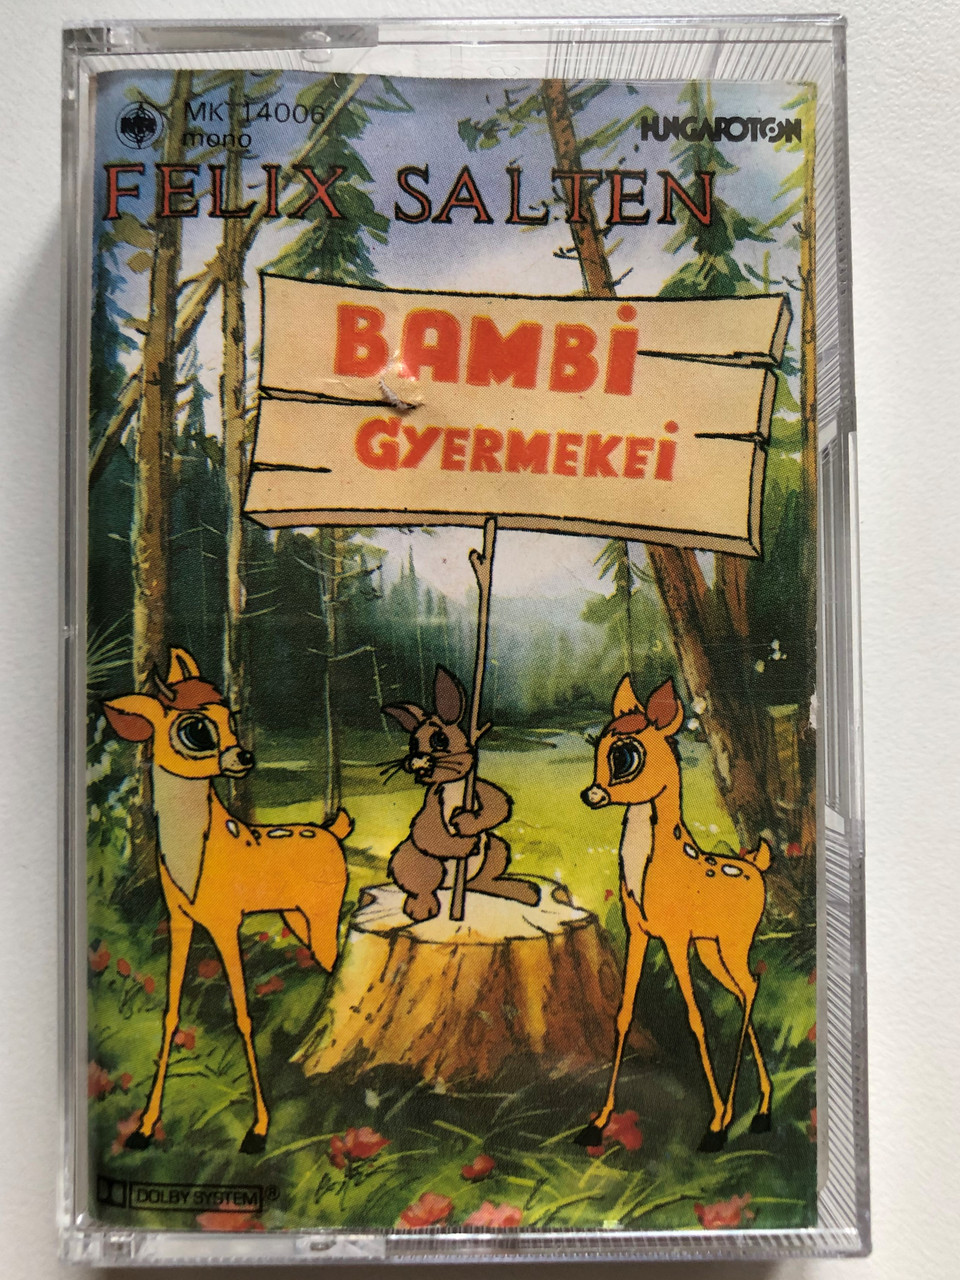 MK 14006
mono
HUNGAROTON
FELIX SALTEN
BAMBi
GYERMEKEi
DOLBY SYSTEM®